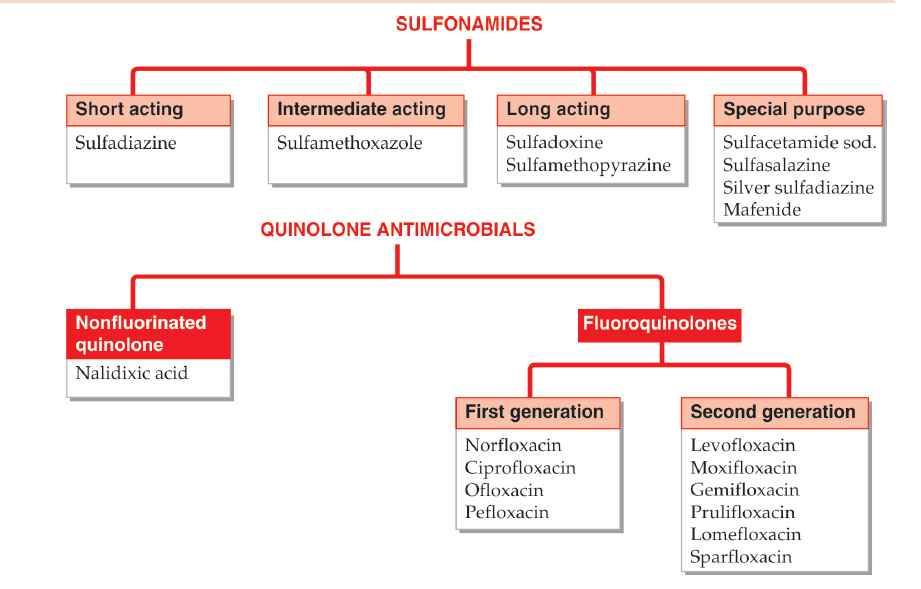 SULFONAMIDES
Short acting
Sulfadiazine
Intermediate acting
Sulfamethoxazole
Long acting
Sulfadoxine
Sulfamethopyrazine
Special purpose
Sulfacetamide sod.
Sulfasalazine
Silver sulfadiazine
Mafenide
QUINOLONE ANTIMICROBIALS
Nonfluorinated
quinolone
Nalidixic acid
Fluoroquinolones
First generation
Norfloxacin
Ciprofloxacin
Ofloxacin
Pefloxacin
Second generation
Levofloxacin
Moxifloxacin
Gemifloxacin
Prulifloxacin
Lomefloxacin
Sparfloxacin